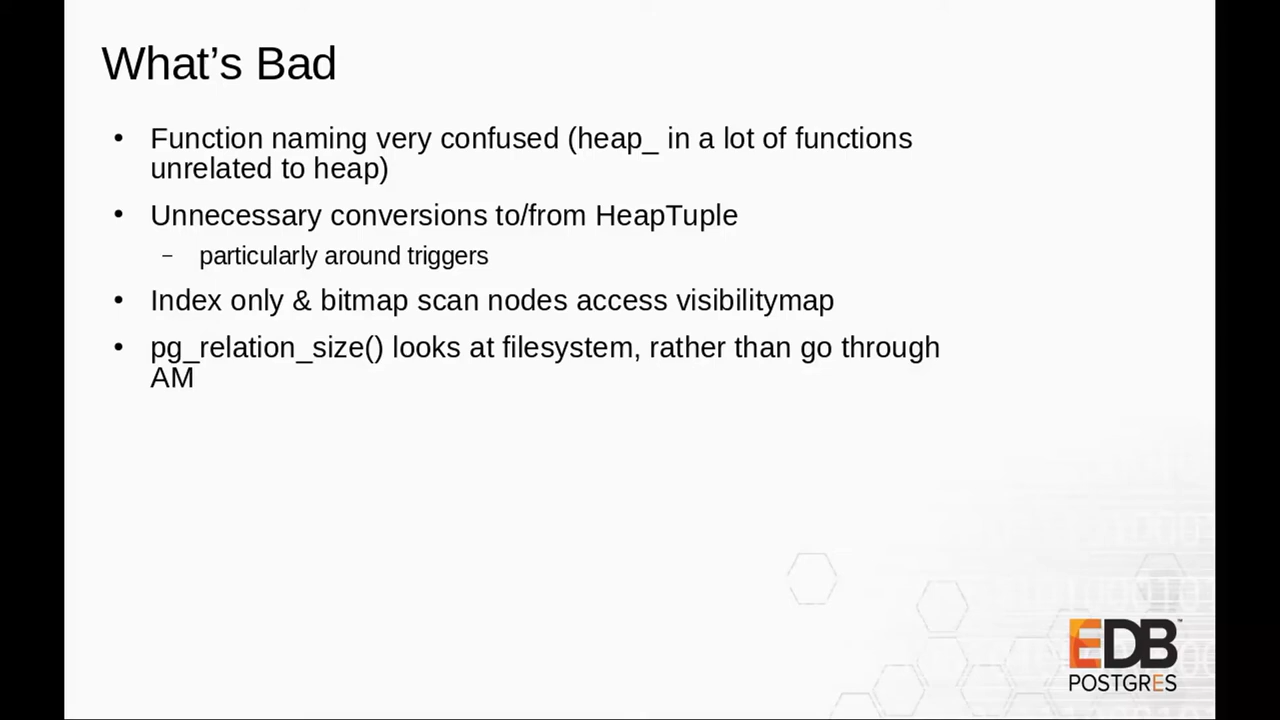 What’s Bad
• Function naming very confused (heap_ in a lot of functions
unrelated to heap)
• Unnecessary conversions to/from HeapTuple
– particularly around triggers
• Index only & bitmap scan nodes access visibilitymap
• pg_relation_size() looks at filesystem, rather than go through
AM
EDB™
POSTGRES